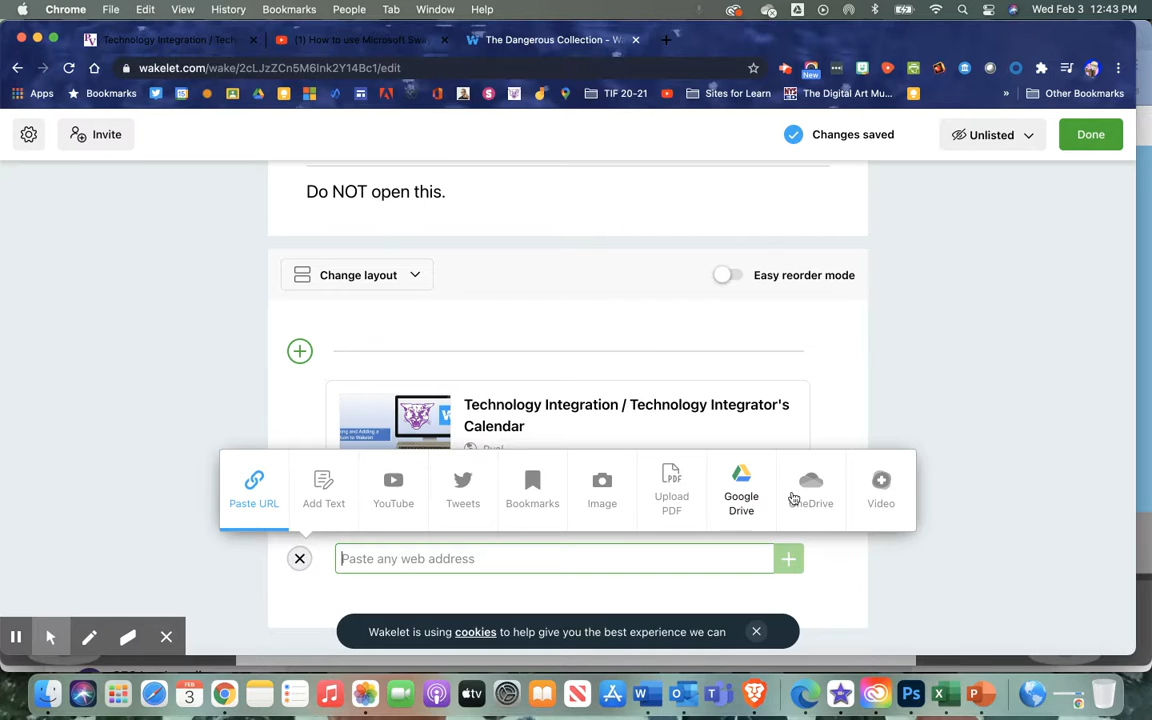 Chrome File Edit View History Bookmarks People Tab Window Help Wed Feb 3 12:43 PM
Technology Integration / Tech (1) How to use Microsoft Sway The Dangerous Collection - W
wakelet.com/wake/2cLJzZCn5M6Ink2Y14Bc1/edit New
Apps Bookmarks TIF 20-21 Sites for Learn The Digital Art Mu... » Other Bookmarks
Invite Changes saved Unlisted Done
Do NOT open this.
Change layout Easy reorder mode
Technology Integration / Technology Integrator's
Calendar
Paste URL Add Text YouTube Tweets Bookmarks Image Upload PDF Google Drive OneDrive Video
Paste any web address
Wakelet is using cookies to help give you the best experience we can